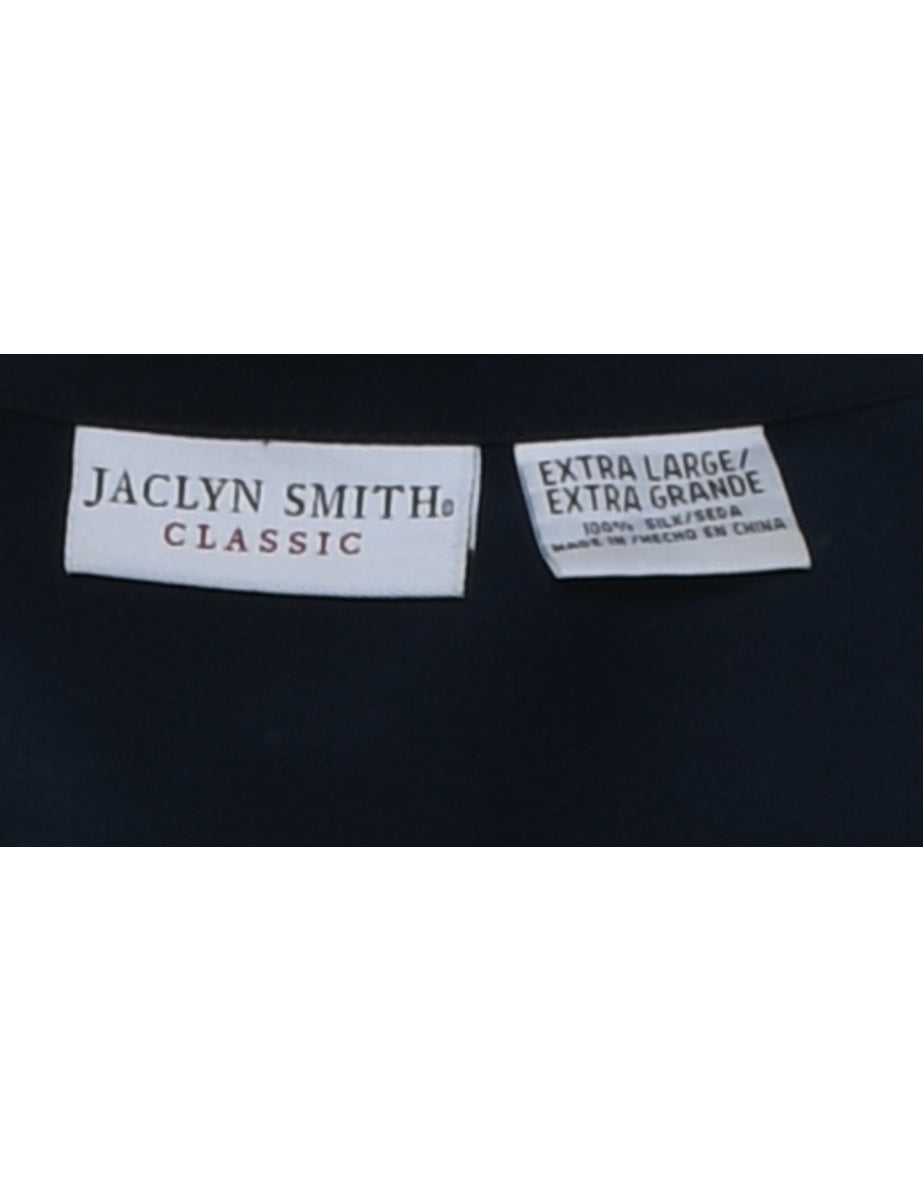 JACLYN SMITH®
CLASSIC
EXTRA LARGE/
EXTRA GRANDE
100% SILK/SEDA
MADE IN/HECHO EN CHINA